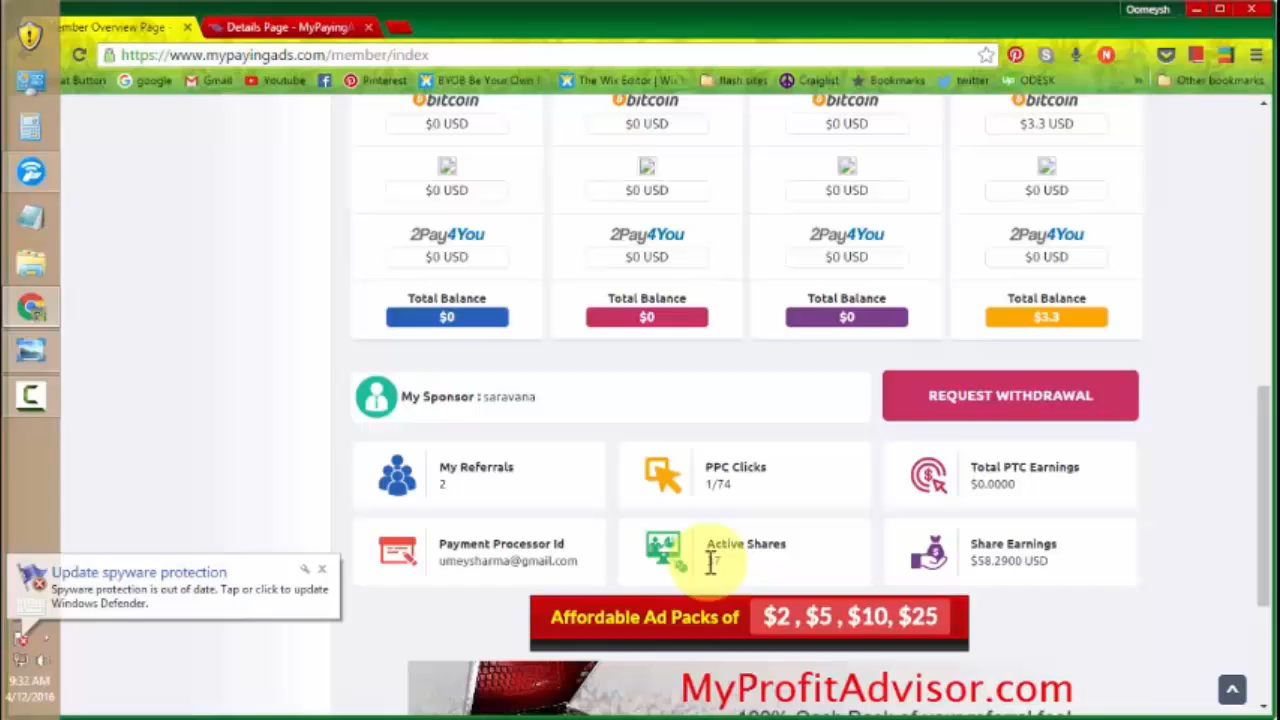 Oomeysh
ember Overview Page -
Details Page - MyPayingA
https://www.mypayingads.com/member/index
at Button google Gmail Youtube Pinterest BYOB Be Your Own The Wix Editor | Wix flash sites Craiglist Bookmarks twitter Up ODESK » Other bookmarks
bitcoin bitcoin bitcoin bitcoin
$0 USD $0 USD $0 USD $3.3 USD
$0 USD $0 USD $0 USD $0 USD
2Pay4You 2Pay4You 2Pay4You 2Pay4You
$0 USD $0 USD $0 USD $0 USD
Total Balance Total Balance Total Balance Total Balance
$0 $0 $0 $3.3
My Sponsor : saravana
REQUEST WITHDRAWAL
My Referrals
2
PPC Clicks
1/74
Total PTC Earnings
$0.0000
Payment Processor Id
umeysharma@gmail.com
Active Shares
Share Earnings
$58.2900 USD
Update spyware protection
Spyware protection is out of date. Tap or click to update
Windows Defender.
Affordable Ad Packs of $2 , $5 , $10, $25
9:32 AM
4/12/2016
MyProfitAdvisor.com